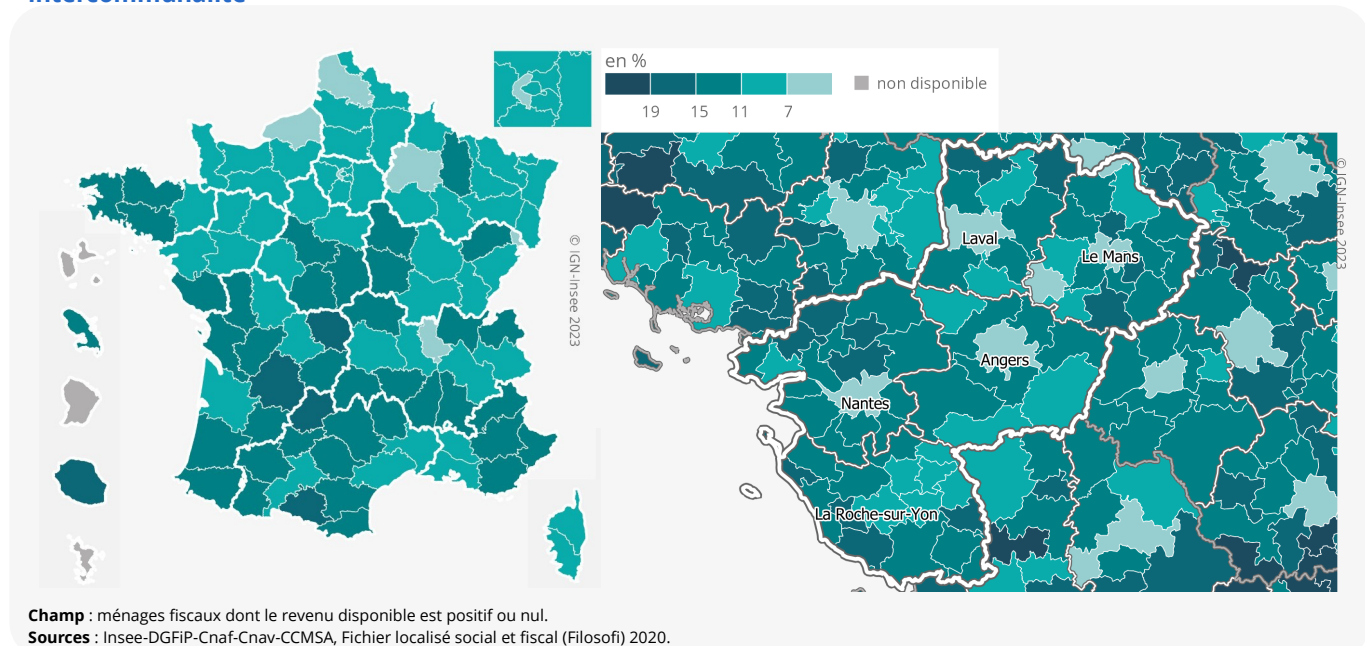 intercommunalité
en %
19 15 11 7
non disponible
© IGN-Insee 2023
© IGN-Insee 2023
Laval
Le Mans
Angers
Nantes
La Roche-sur-Yon
Champ : ménages fiscaux dont le revenu disponible est positif ou nul.
Sources : Insee-DGFiP-Cnaf-Cnav-CCMSA, Fichier localisé social et fiscal (Filosofi) 2020.